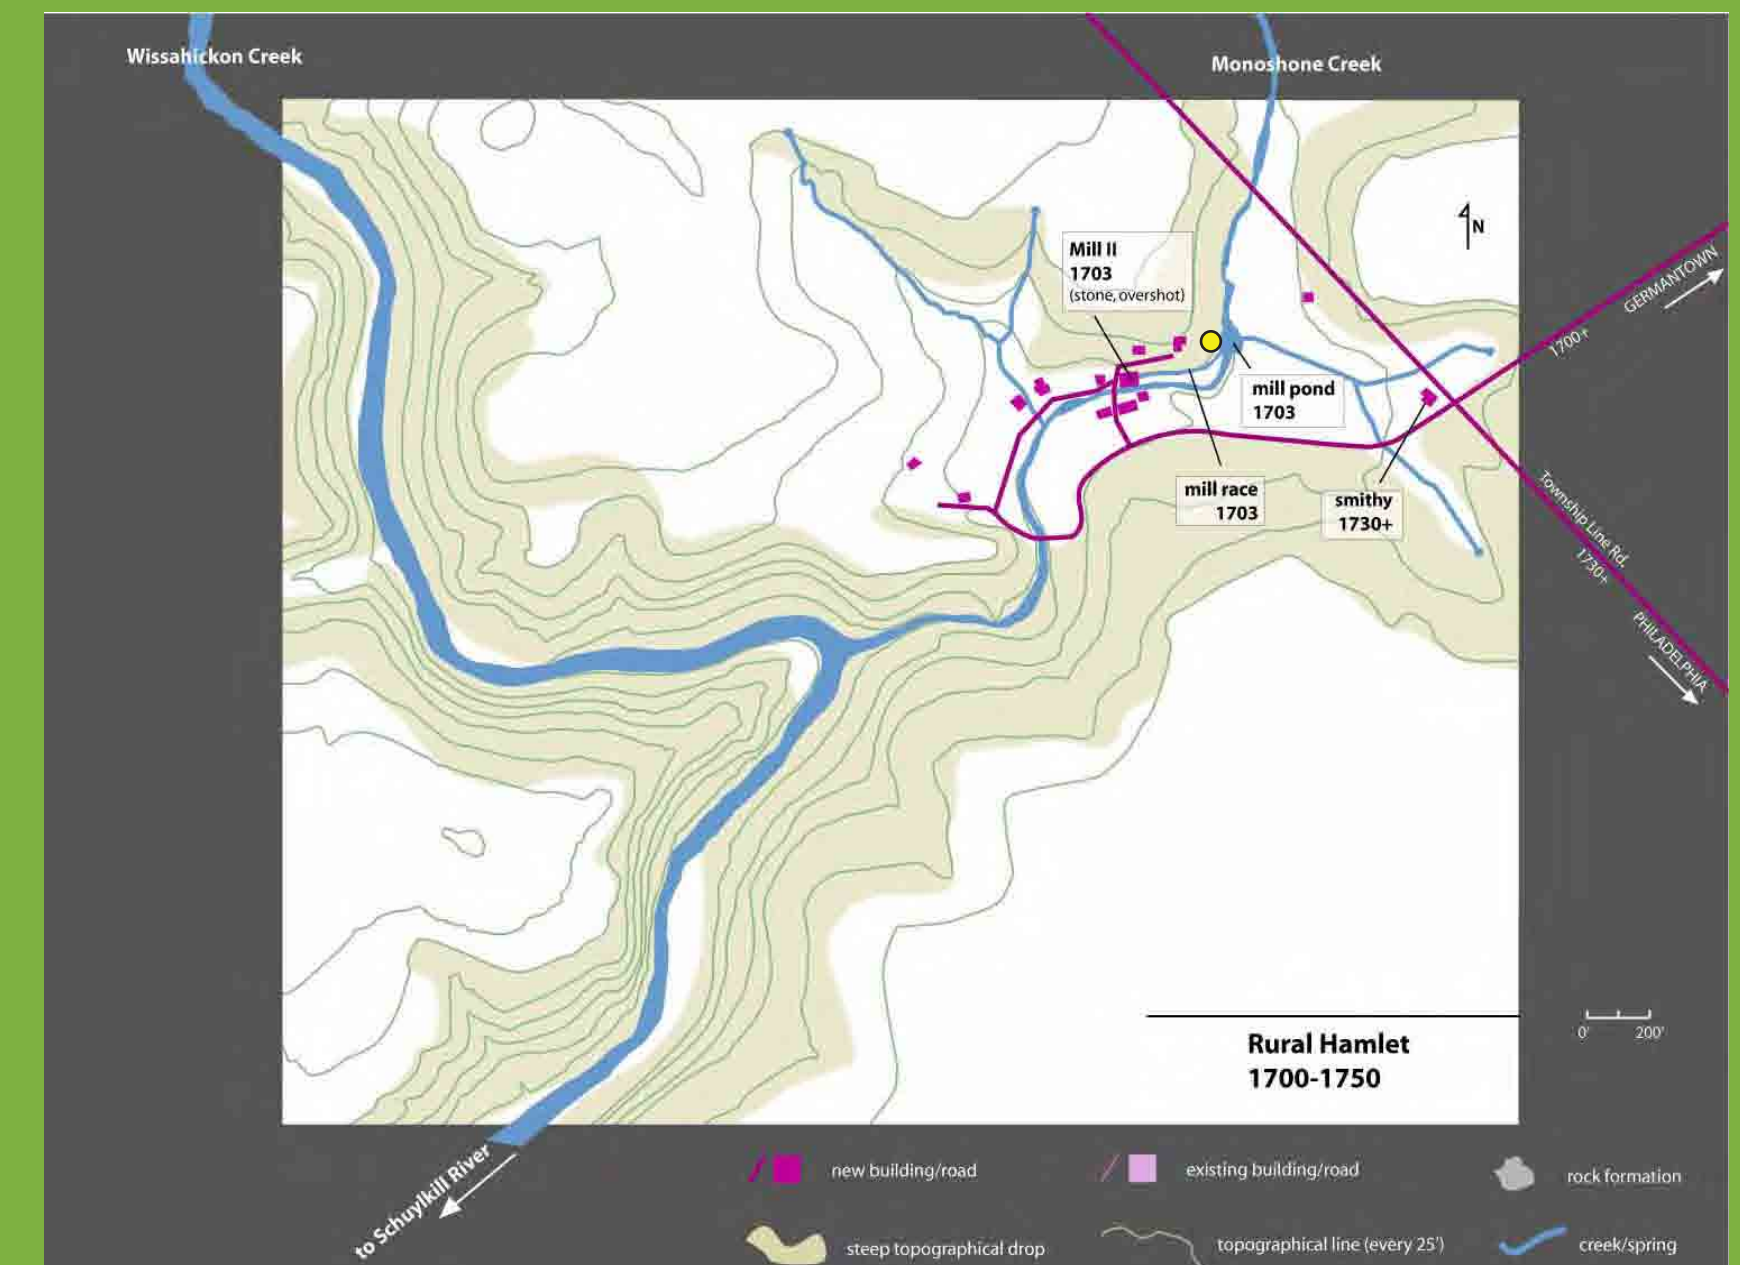 Wissahickon Creek
Monoshone Creek
N
Mill II
1703
(stone, overshot)
GERMANTOWN
1700+
mill pond
1703
mill race
1703
smithy
1730+
Township Line Rd.
1730+
PHILADELPHIA
0' 200'
Rural Hamlet
1700-1750
to Schuylkill River
new building/road
existing building/road
rock formation
steep topographical drop
topographical line (every 25')
creek/spring